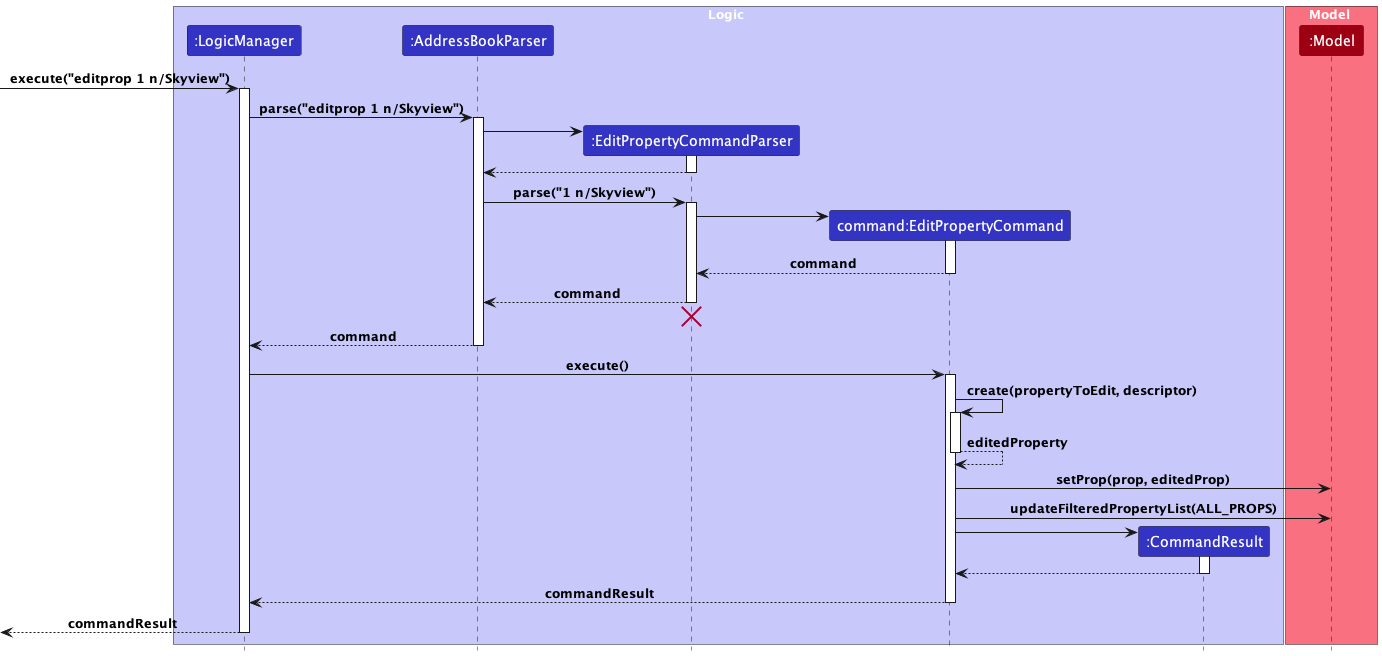 Logic
Model
:LogicManager
:AddressBookParser
:Model
execute("editprop 1 n/Skyview")
parse("editprop 1 n/Skyview")
:EditPropertyCommandParser
parse("1 n/Skyview")
command:EditPropertyCommand
command
command
command
execute()
create(propertyToEdit, descriptor)
editedProperty
setProp(prop, editedProp)
updateFilteredPropertyList(ALL_PROPS)
:CommandResult
commandResult
commandResult